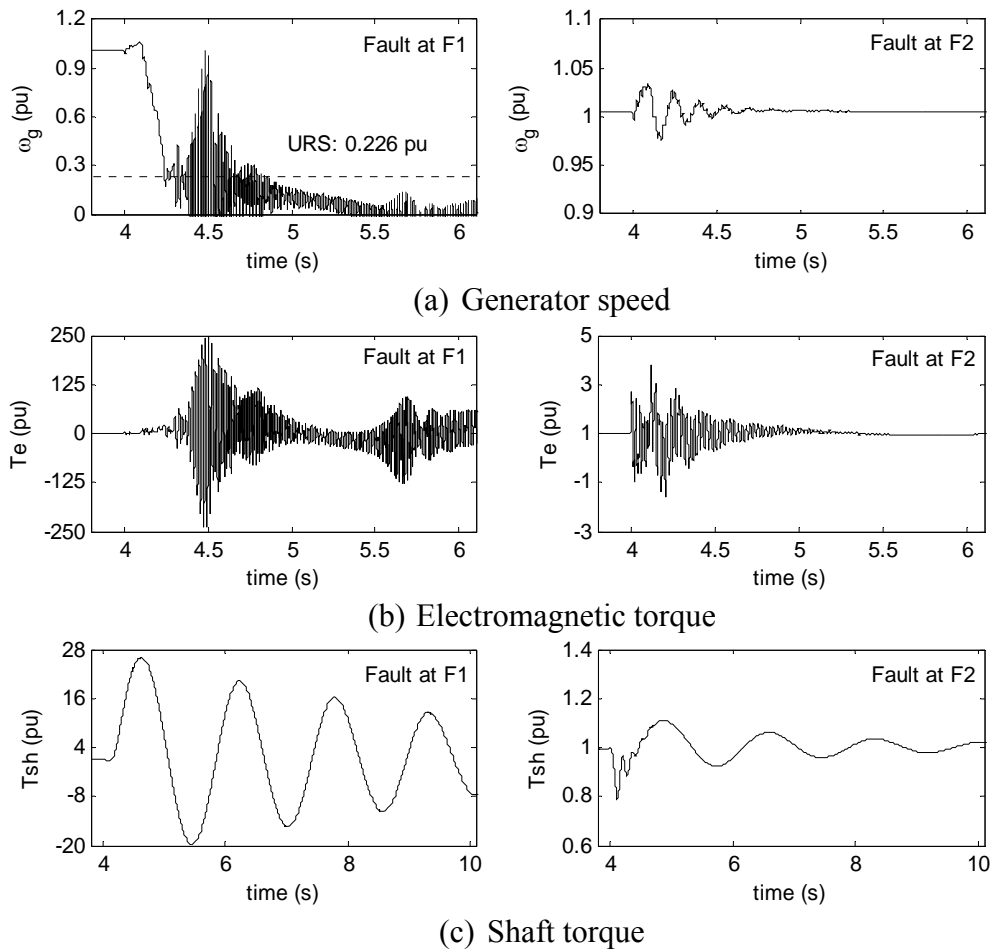 1.2
0.9
0.6
0.3
0
ω_g (pu)
Fault at F1
URS: 0.226 pu
4 4.5 5 5.5 6
time (s)
1.1
1.05
1
0.95
0.9
ω_g (pu)
Fault at F2
4 4.5 5 5.5 6
time (s)
(a) Generator speed
250
125
0
-125
-250
Te (pu)
Fault at F1
4 4.5 5 5.5 6
time (s)
5
3
1
-1
-3
Te (pu)
Fault at F2
4 4.5 5 5.5 6
time (s)
(b) Electromagnetic torque
28
16
4
-8
-20
Tsh (pu)
Fault at F1
4 6 8 10
time (s)
1.4
1.2
1
0.8
0.6
Tsh (pu)
Fault at F2
4 6 8 10
time (s)
(c) Shaft torque